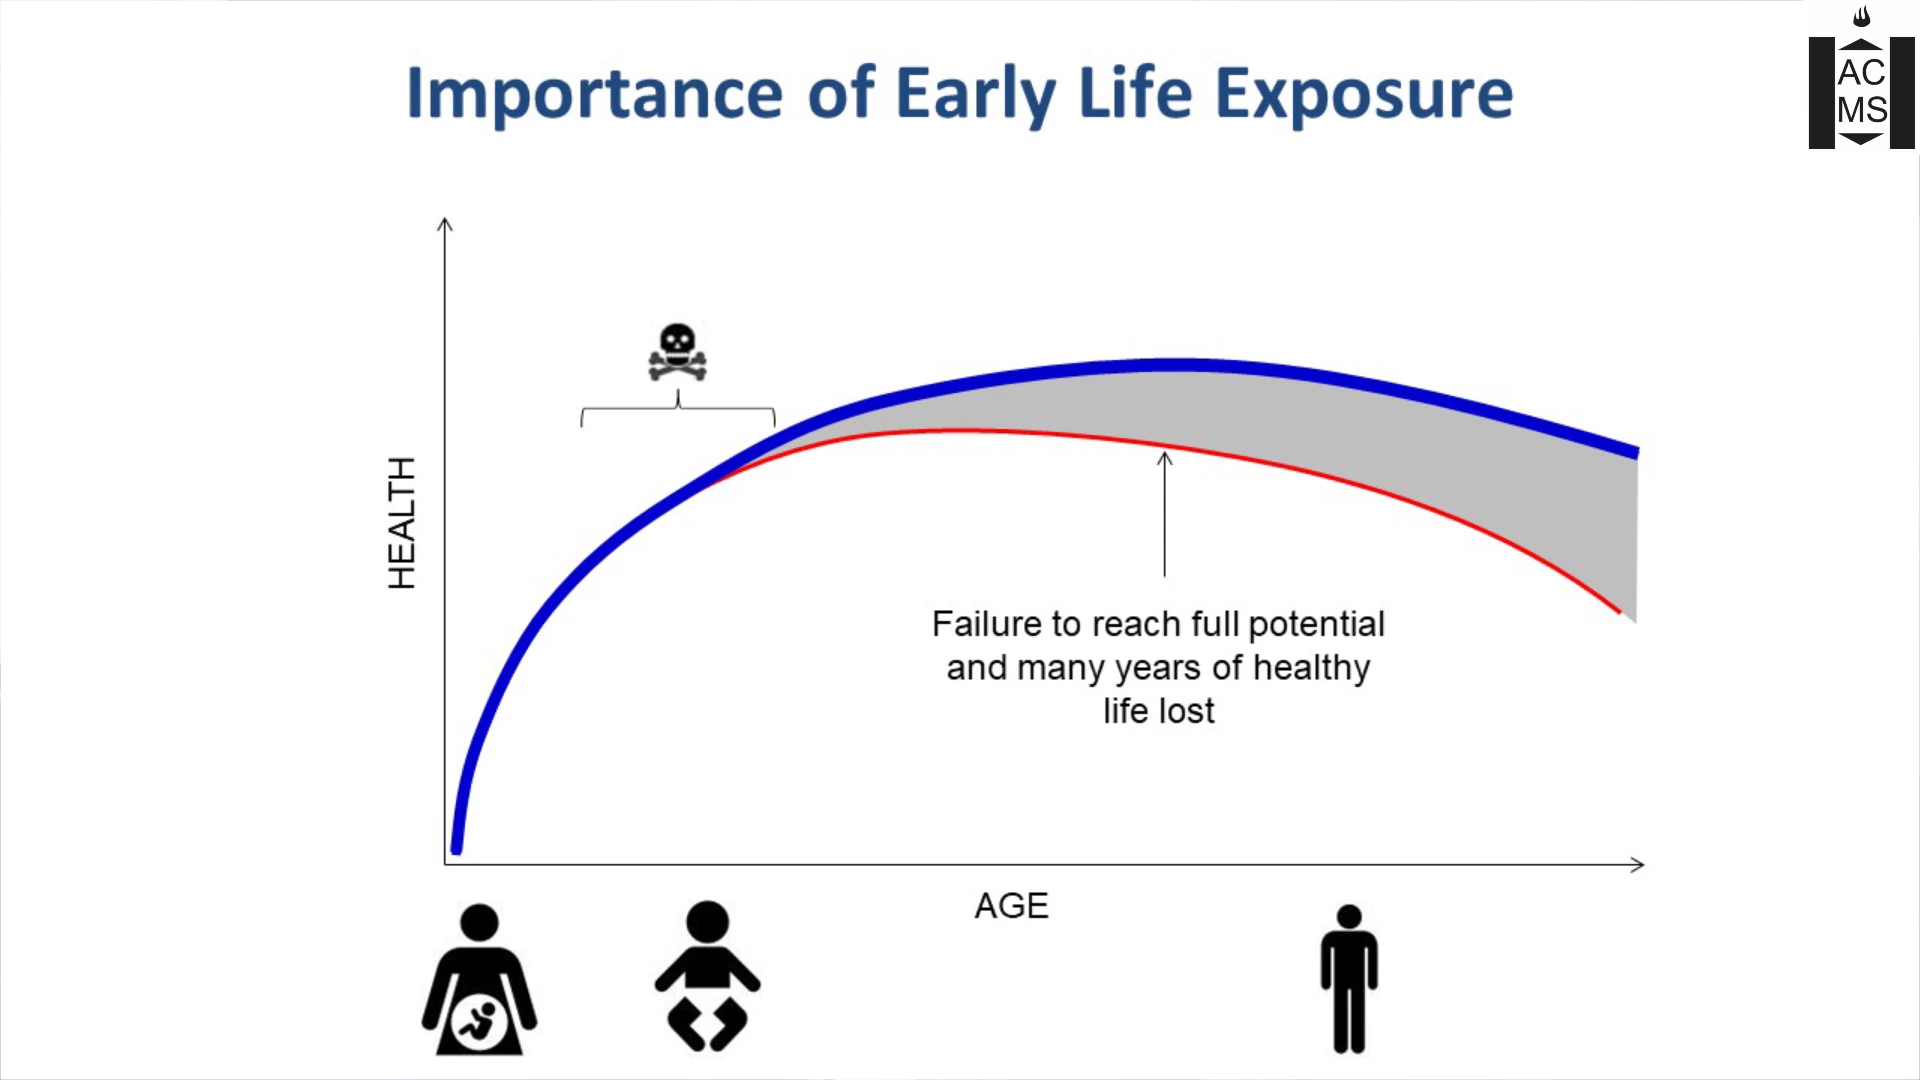 Importance of Early Life Exposure
AC
MS
HEALTH
Failure to reach full potential
and many years of healthy
life lost
AGE